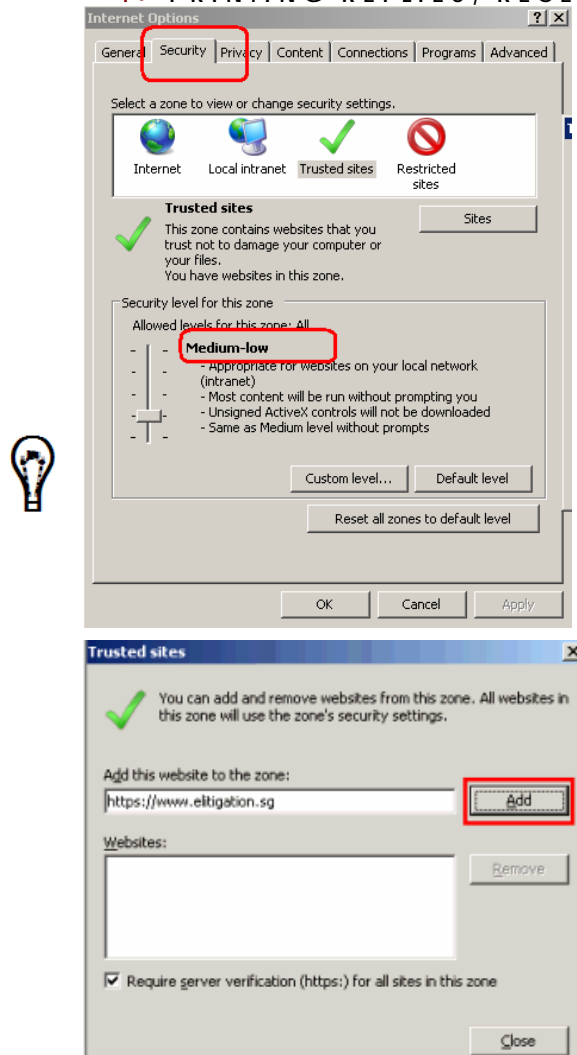 PRINTING REPLIES/
Internet Options
General Security Privacy Content Connections Programs Advanced
Select a zone to view or change security settings.
Internet Local intranet Trusted sites Restricted sites
Trusted sites
Sites
This zone contains websites that you
trust not to damage your computer or
your files.
You have websites in this zone.
Security level for this zone
Allowed levels for this zone: All
Medium-low
- Appropriate for websites on your local network
(intranet)
- Most content will be run without prompting you
- Unsigned ActiveX controls will not be downloaded
- Same as Medium level without prompts
Custom level... Default level
Reset all zones to default level
OK Cancel Apply
Trusted sites
You can add and remove websites from this zone. All websites in
this zone will use the zone's security settings.
Add this website to the zone:
https://www.elitigation.sg Add
Websites:
Remove
Require server verification (https:) for all sites in this zone
Close